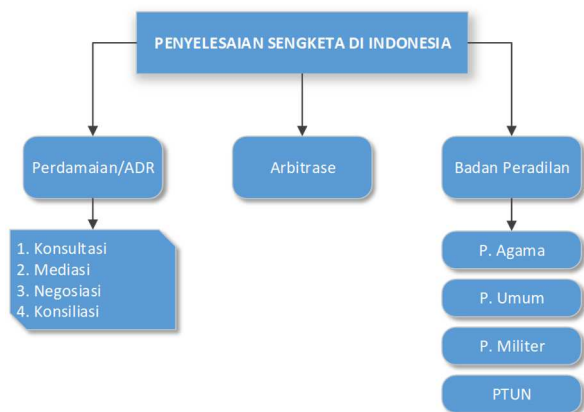 PENYELESAIAN SENGKETA DI INDONESIA
Perdamaian/ADR
Arbitrase
Badan Peradilan
1. Konsultasi
2. Mediasi
3. Negosiasi
4. Konsiliasi
P. Agama
P. Umum
P. Militer
PTUN